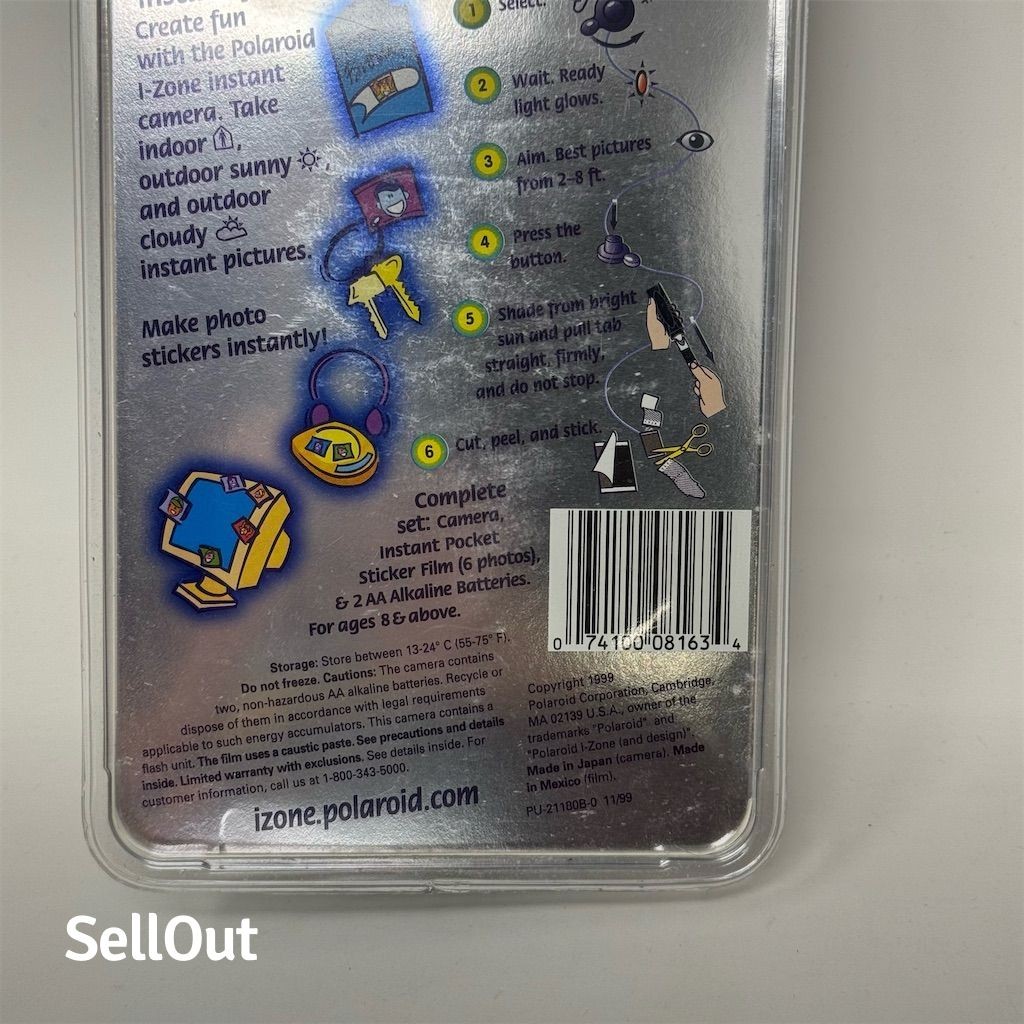 Create fun
with the Polaroid
I-Zone instant
camera. Take
indoor,
outdoor sunny,
and outdoor
cloudy
instant pictures.
Make photo
stickers instantly!
1 Select.
2 Wait. Ready
light glows.
3 Aim. Best pictures
from 2-8 ft.
4 Press the
button.
5 Shade from bright
sun and pull tab
straight, firmly,
and do not stop.
6 Cut, peel, and stick.
Complete
set: Camera,
Instant Pocket
Sticker Film (6 photos),
& 2 AA Alkaline Batteries.
For ages 8 & above.
Storage: Store between 13-24° C (55-75° F).
Do not freeze. Cautions: The camera contains
two, non-hazardous AA alkaline batteries. Recycle or
dispose of them in accordance with legal requirements
applicable to such energy accumulators. This camera contains a
flash unit. The film uses a caustic paste. See precautions and details
inside. Limited warranty with exclusions. See details inside. For
customer information, call us at 1-800-343-5000.
izone.polaroid.com
0 74100 08163 4
Copyright 1999
Polaroid Corporation, Cambridge,
MA 02139 U.S.A., owner of the
trademarks "Polaroid" and
"Polaroid I-Zone (and design)".
Made in Japan (camera). Made
in Mexico (film).
PU-21180B-0 11/99
SellOut